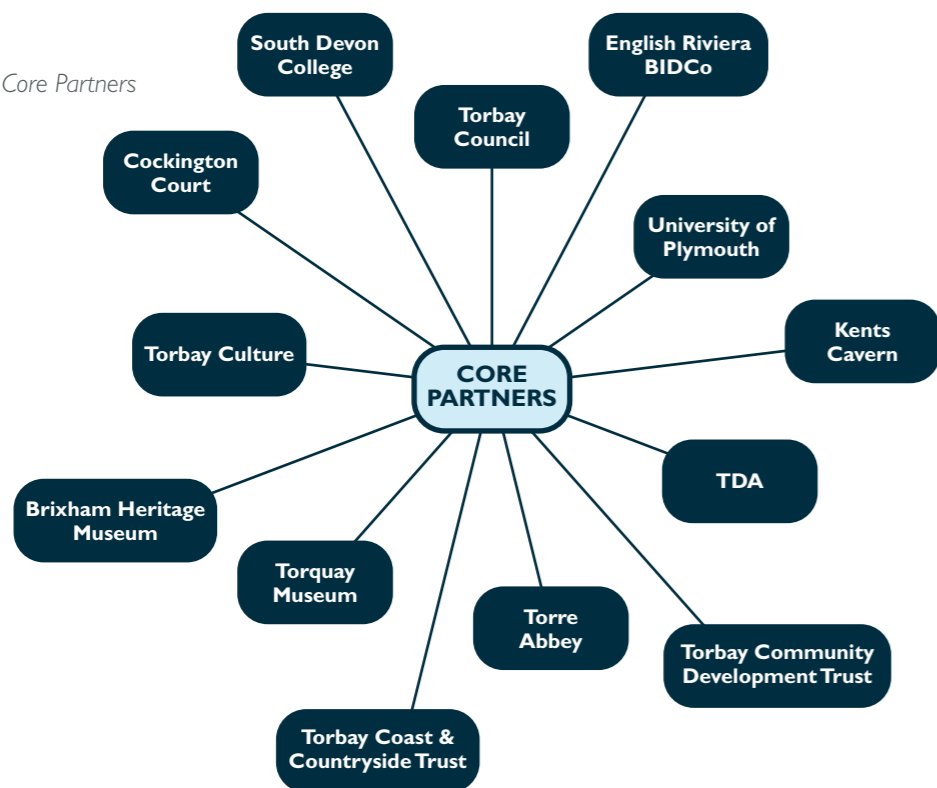 Core Partners
South Devon
College
English Riviera
BIDCo
Torbay
Council
Cockington
Court
University of
Plymouth
Torbay Culture
Kents
Cavern
CORE
PARTNERS
TDA
Brixham Heritage
Museum
Torquay
Museum
Torre
Abbey
Torbay Community
Development Trust
Torbay Coast &
Countryside Trust